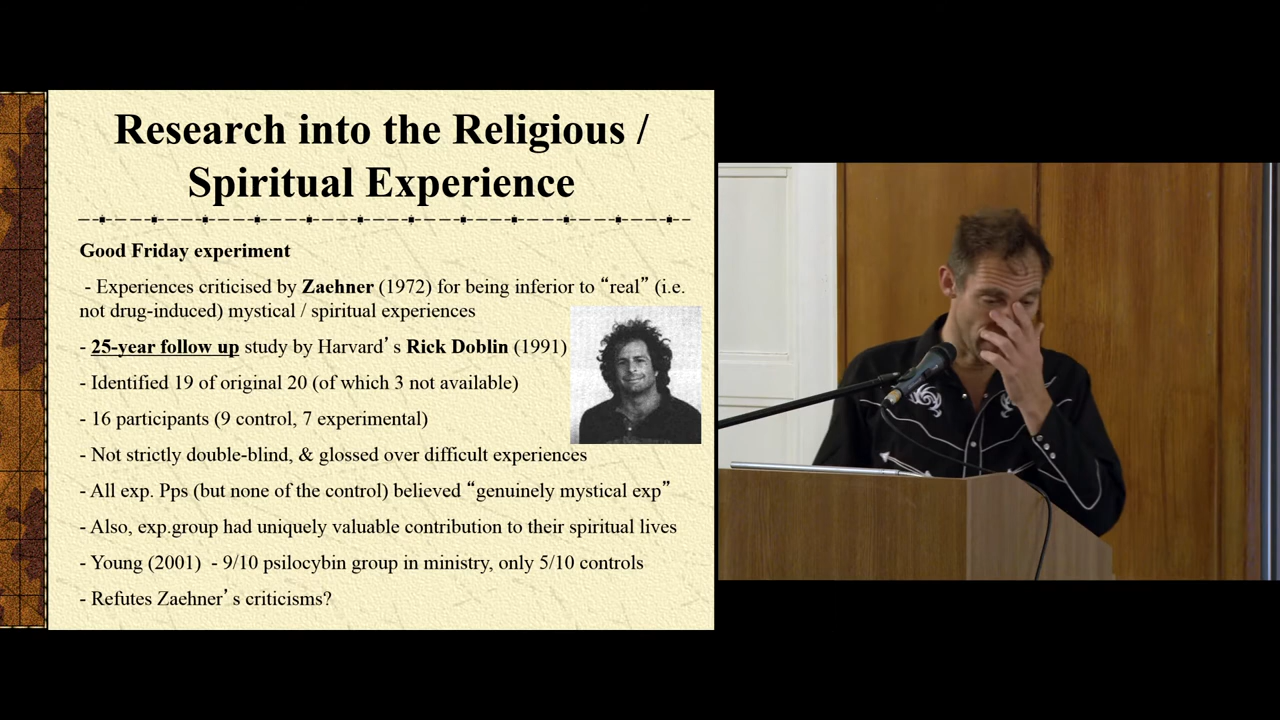 Research into the Religious /
Spiritual Experience
Good Friday experiment
- Experiences criticised by Zaehner (1972) for being inferior to “real” (i.e.
not drug-induced) mystical / spiritual experiences
- 25-year follow up study by Harvard’s Rick Doblin (1991)
- Identified 19 of original 20 (of which 3 not available)
- 16 participants (9 control, 7 experimental)
- Not strictly double-blind, & glossed over difficult experiences
- All exp. Pps (but none of the control) believed “genuinely mystical exp”
- Also, exp.group had uniquely valuable contribution to their spiritual lives
- Young (2001)  - 9/10 psilocybin group in ministry, only 5/10 controls
- Refutes Zaehner’s criticisms?